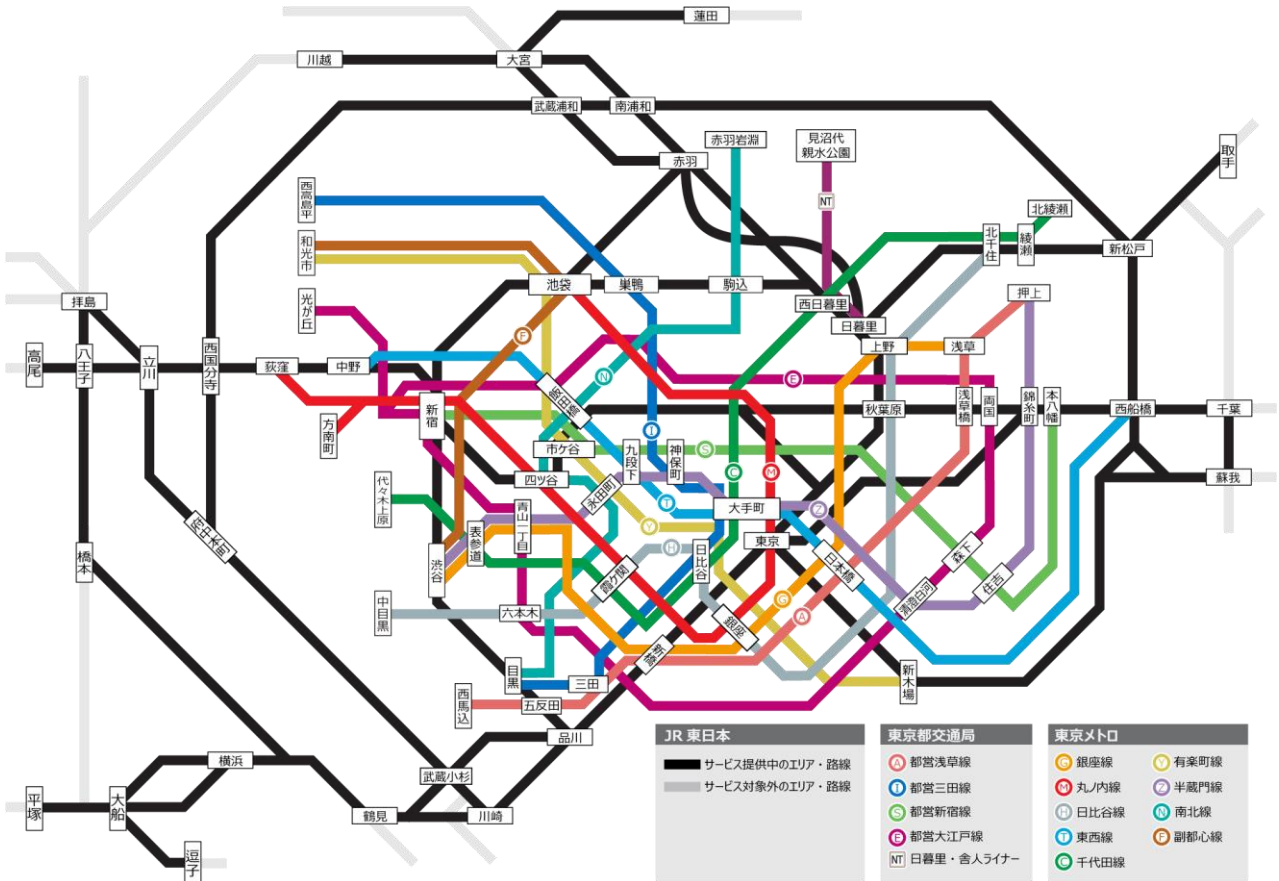 蓮田
川越
大宮
武蔵浦和
南浦和
赤羽岩淵
見沼代
親水公園
取手
赤羽
NT
西高島平
北綾瀬
和光市
北千住
綾瀬
新松戸
池袋
巣鴨
駒込
西日暮里
押上
拝島
光が丘
日暮里
F
上野
浅草
高尾
八王子
立川
西国分寺
荻窪
中野
N
E
飯田橋
新宿
秋葉原
浅草橋
両国
錦糸町
本八幡
西船橋
千葉
方南町
I
市ケ谷
九段下
神保町
S
C
M
蘇我
四ツ谷
代々木上原
永田町
T
大手町
Z
青山一丁目
表参道
Y
府中本町
橋本
渋谷
H
日比谷
東京
日本橋
森下
霞ケ関
住吉
中目黒
六本木
G
清澄白河
A
銀座
新橋
目黒
三田
新木場
西馬込
五反田
品川
横浜
武蔵小杉
平塚
大船
鶴見
川崎
逗子
JR 東日本
サービス提供中のエリア・路線
サービス対象外のエリア・路線
東京都交通局
A 都営浅草線
I 都営三田線
S 都営新宿線
E 都営大江戸線
NT 日暮里・舎人ライナー
東京メトロ
G 銀座線
Y 有楽町線
M 丸ノ内線
Z 半蔵門線
H 日比谷線
N 南北線
T 東西線
F 副都心線
C 千代田線